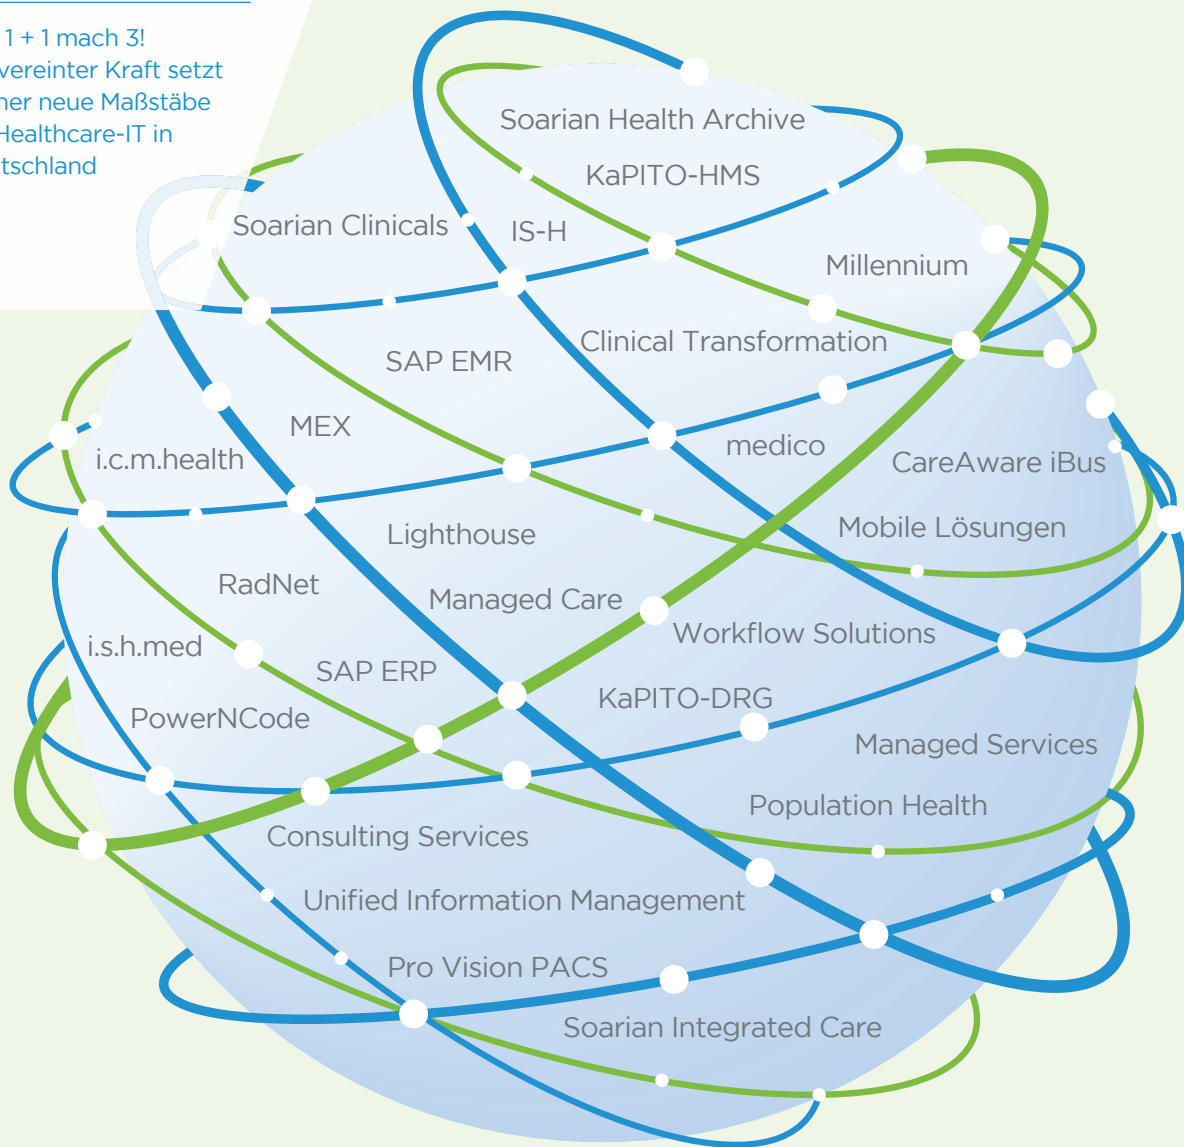 1 + 1 mach 3!
vereinter Kraft setzt
ner neue Maßstäbe
Healthcare-IT in
tschland
Soarian Health Archive
KaPITO-HMS
Soarian Clinicals
IS-H
Millennium
Clinical Transformation
SAP EMR
MEX
medico
i.c.m.health
CareAware iBus
Mobile Lösungen
Lighthouse
RadNet
Managed Care
Workflow Solutions
i.s.h.med
SAP ERP
KaPITO-DRG
PowerNCode
Managed Services
Population Health
Consulting Services
Unified Information Management
Pro Vision PACS
Soarian Integrated Care